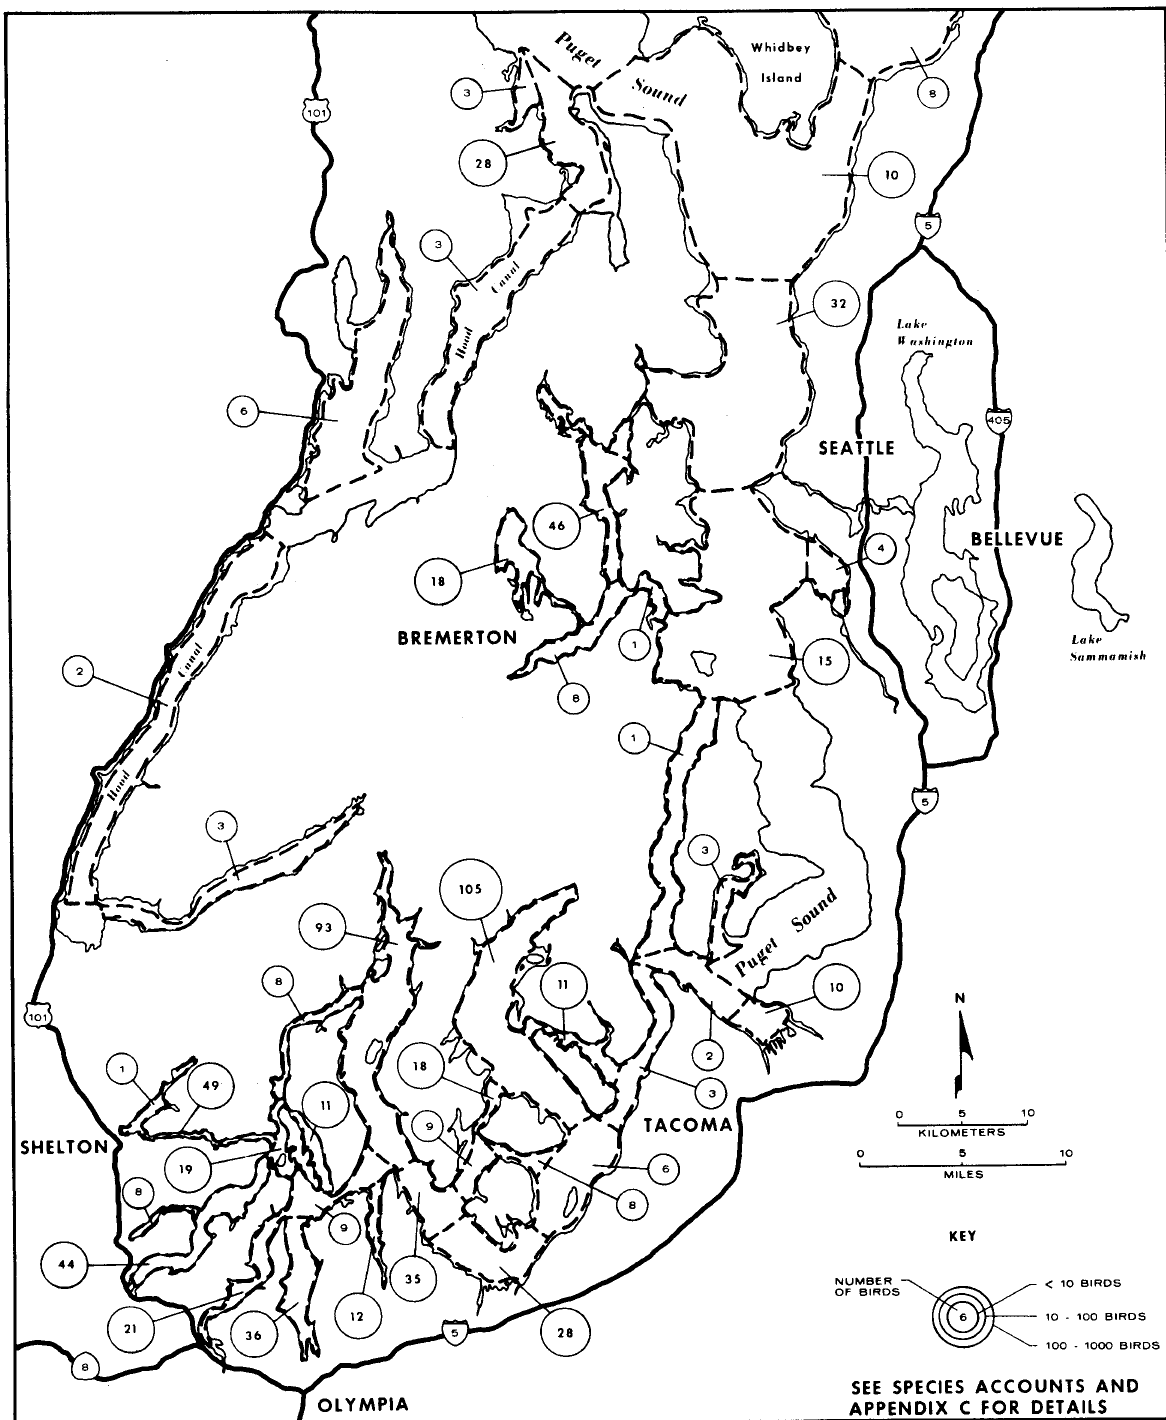 Puget
Sound
Whidbey
Island
3
8
101
28
10
5
3
32
Hood Canal
Lake
Washington
6
405
SEATTLE
46
4
BELLEVUE
18
BREMERTON
1
15
Lake
Sammamish
2
Hood Canal
8
1
5
3
3
105
Puget Sound
93
8
11
10
101
N
2
1
49
18
3
11
TACOMA
0 5 10
KILOMETERS
SHELTON
9
19
6
0 5 10
MILES
8
8
9
KEY
44
35
NUMBER
OF BIRDS
6
< 10 BIRDS
10 - 100 BIRDS
100 - 1000 BIRDS
21
36
12
28
5
8
OLYMPIA
SEE SPECIES ACCOUNTS AND
APPENDIX C FOR DETAILS